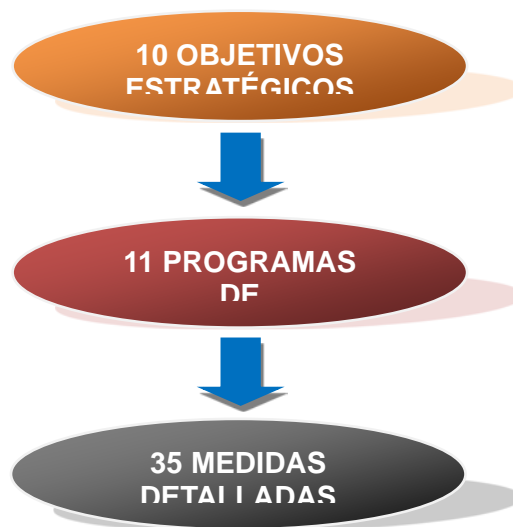 10 OBJETIVOS
ESTRATÉGICOS
11 PROGRAMAS
DE
35 MEDIDAS
DETALLADAS